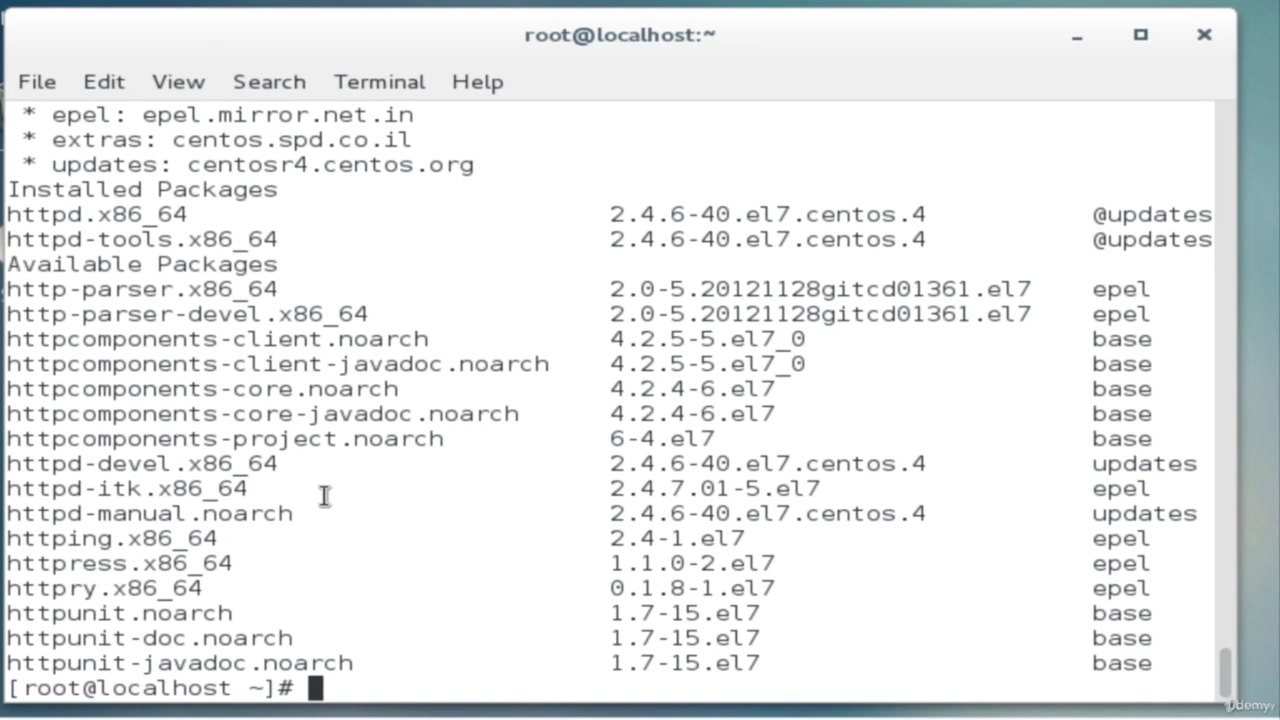 root@localhost:~
File Edit View Search Terminal Help
* epel: epel.mirror.net.in
* extras: centos.spd.co.il
* updates: centosr4.centos.org
Installed Packages
httpd.x86_64 2.4.6-40.el7.centos.4 @updates
httpd-tools.x86_64 2.4.6-40.el7.centos.4 @updates
Available Packages
http-parser.x86_64 2.0-5.20121128gitcd01361.el7 epel
http-parser-devel.x86_64 2.0-5.20121128gitcd01361.el7 epel
httpcomponents-client.noarch 4.2.5-5.el7_0 base
httpcomponents-client-javadoc.noarch 4.2.5-5.el7_0 base
httpcomponents-core.noarch 4.2.4-6.el7 base
httpcomponents-core-javadoc.noarch 4.2.4-6.el7 base
httpcomponents-project.noarch 6-4.el7 base
httpd-devel.x86_64 2.4.6-40.el7.centos.4 updates
httpd-itk.x86_64 2.4.7.01-5.el7 epel
httpd-manual.noarch 2.4.6-40.el7.centos.4 updates
httping.x86_64 2.4-1.el7 epel
httpress.x86_64 1.1.0-2.el7 epel
httpry.x86_64 0.1.8-1.el7 epel
httpunit.noarch 1.7-15.el7 base
httpunit-doc.noarch 1.7-15.el7 base
httpunit-javadoc.noarch 1.7-15.el7 base
[root@localhost ~]#
Udemy